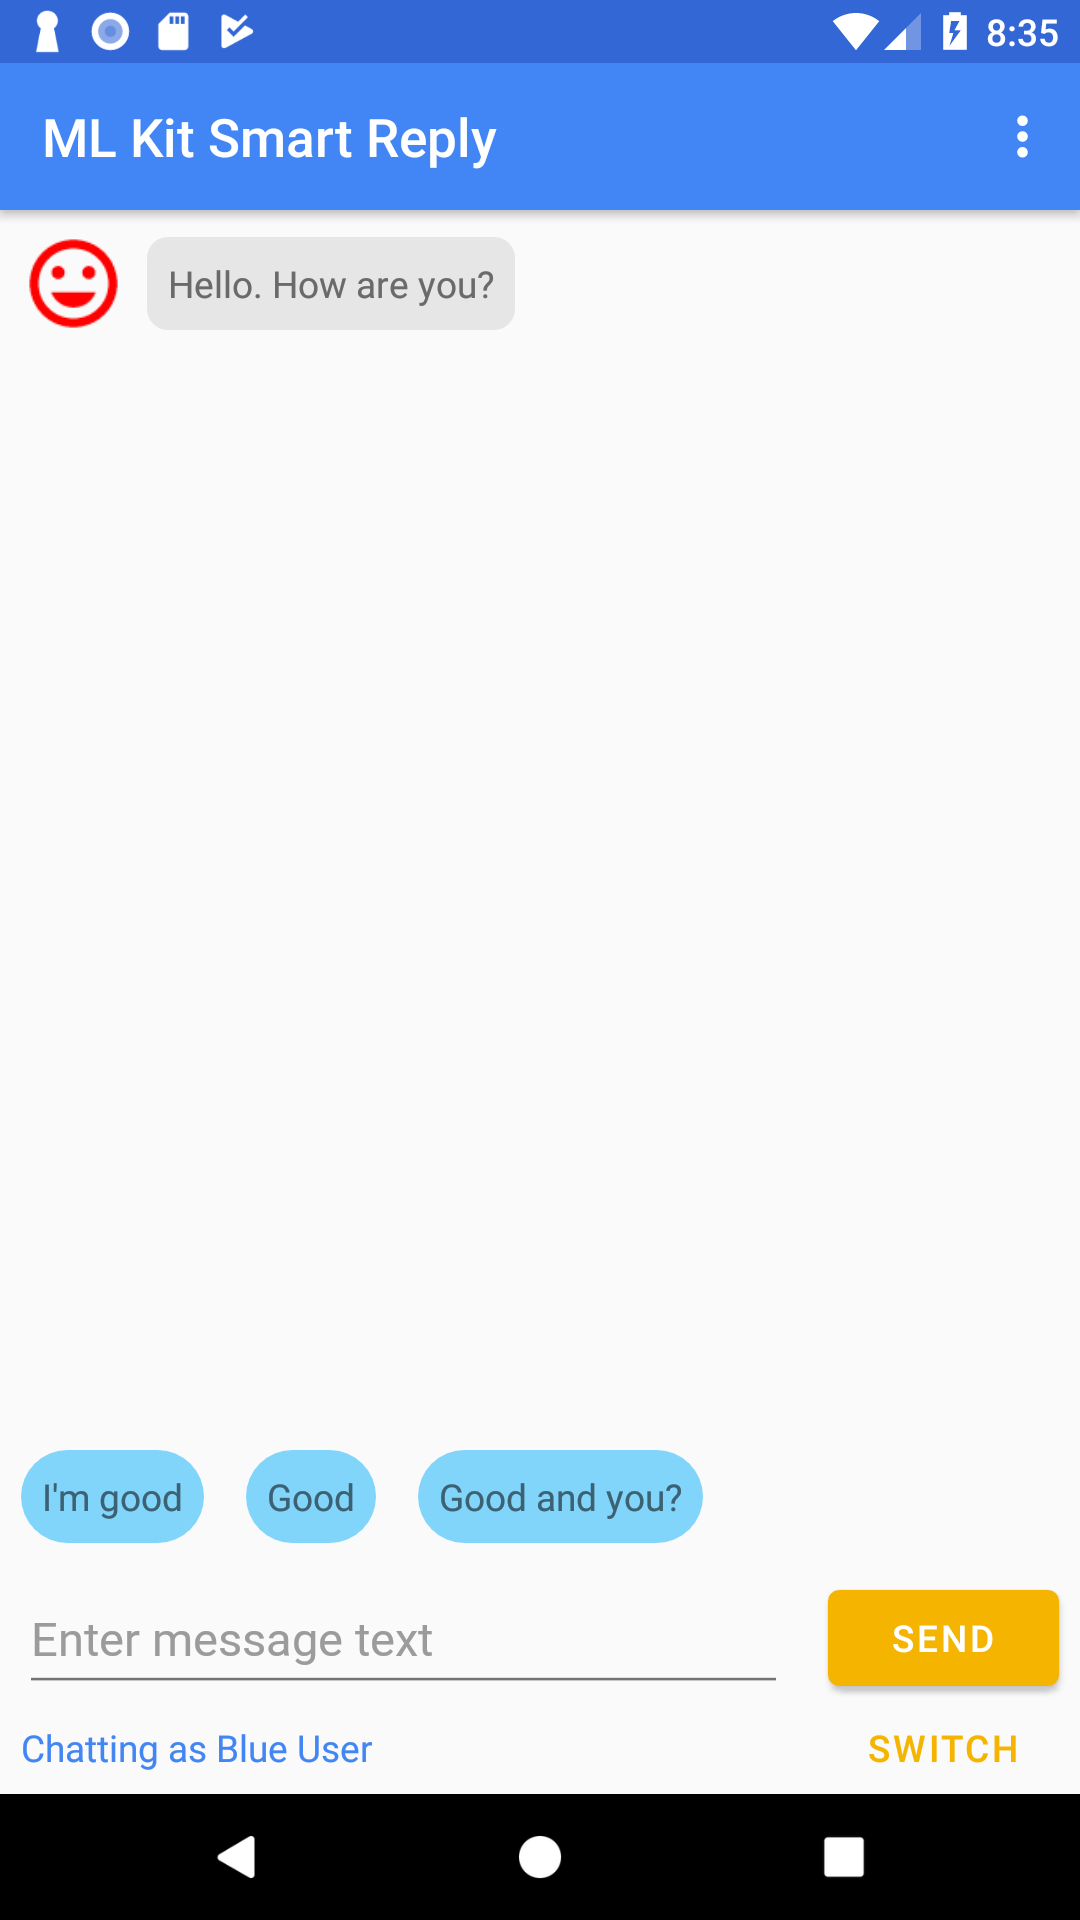 8:35
ML Kit Smart Reply
Hello. How are you?
I'm good
Good
Good and you?
Enter message text
SEND
Chatting as Blue User
SWITCH